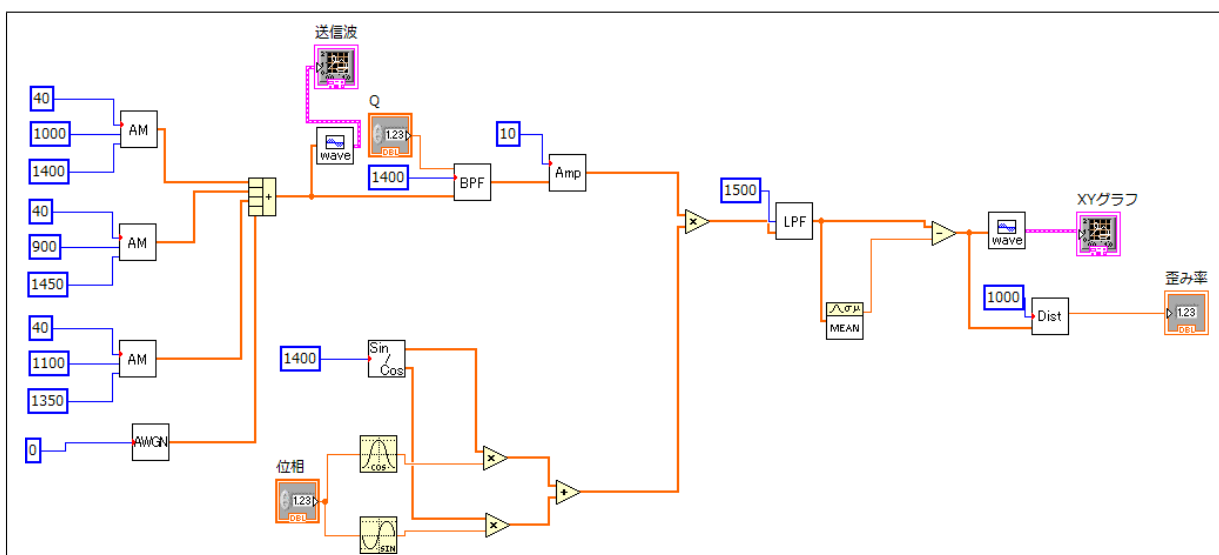 送信波
40
1000
1400
AM
wave
Q
1.23
DBL
1400
BPF
10
Amp
40
900
1450
AM
+
×
1500
LPF
−
wave
XYグラフ
1000
Dist
歪み率
1.23
DBL
σμ
MEAN
40
1100
1350
AM
1400
Sin
Cos
0
AWGN
位相
1.23
DBL
COS
SIN
×
×
+